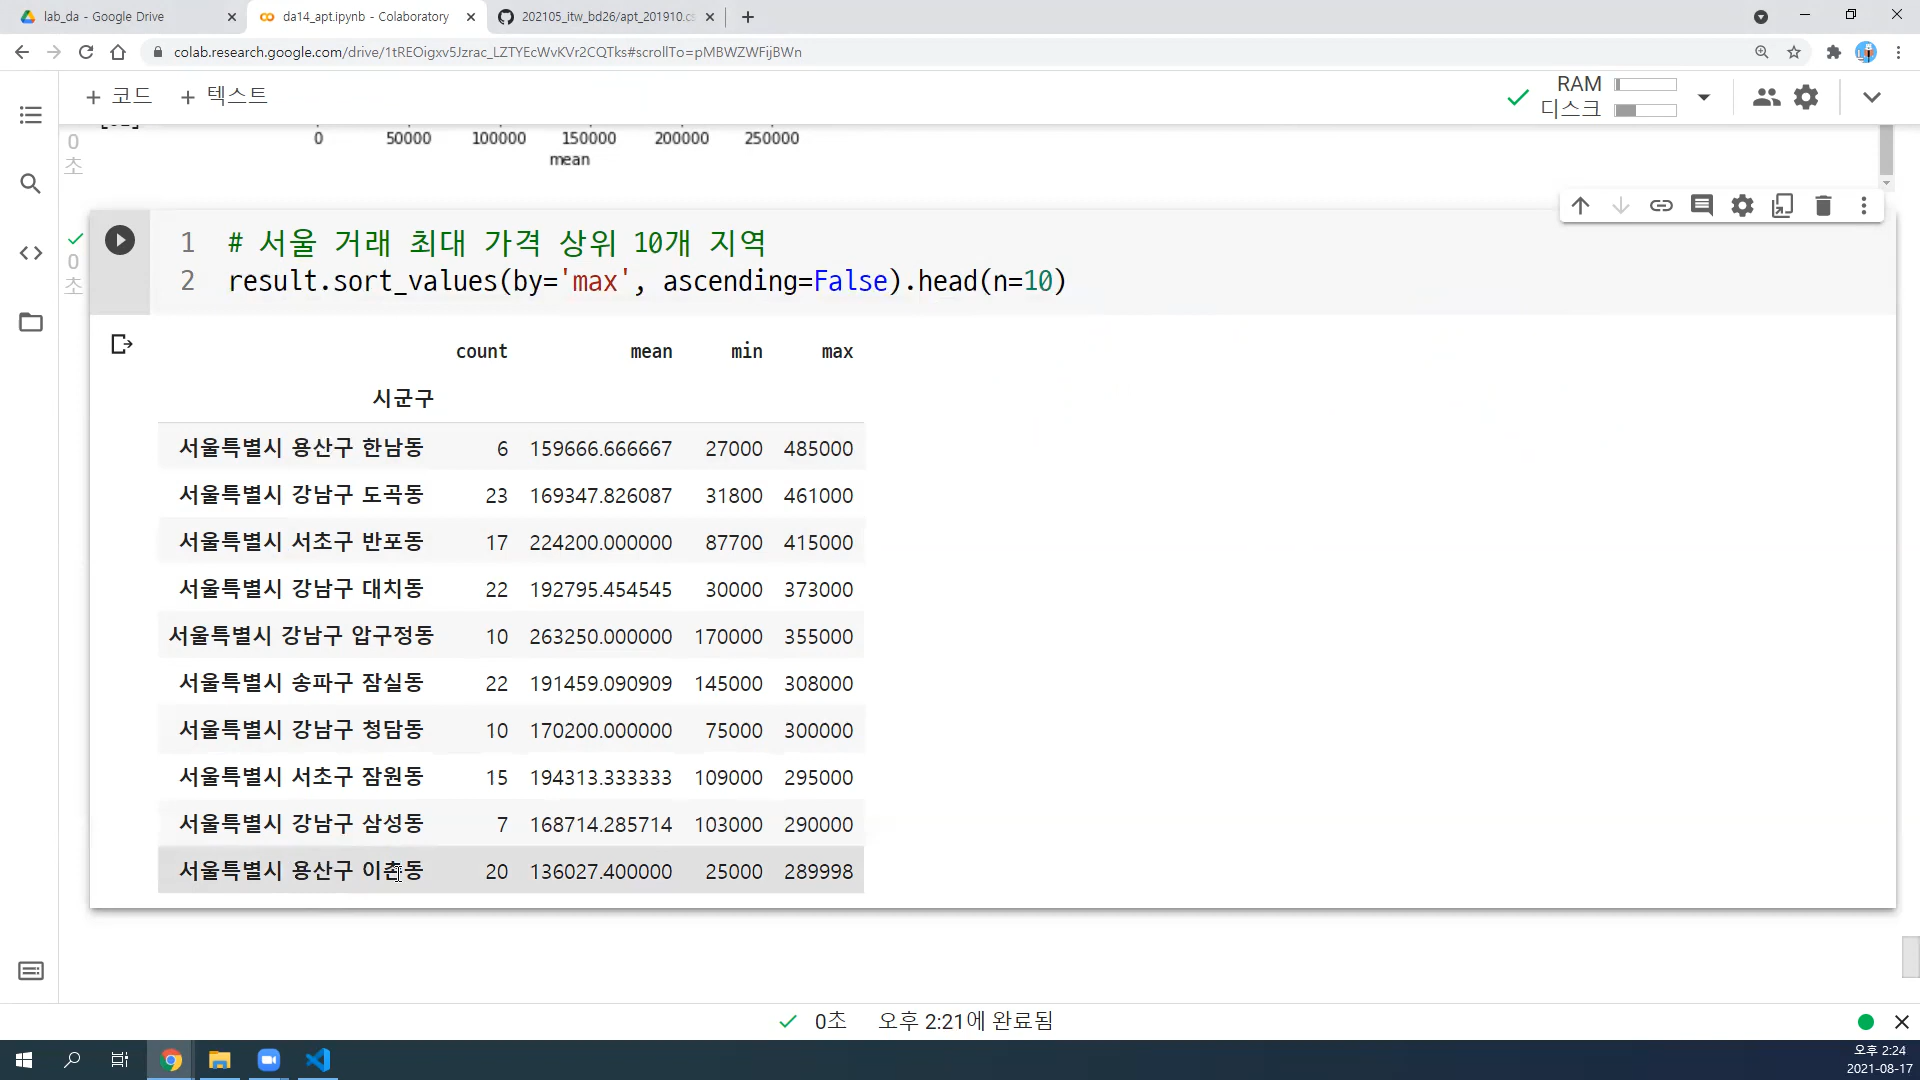 lab_da - Google Drive
da14_apt.ipynb - Colaboratory
202105_itw_bd26/apt_201910.cs
colab.research.google.com/drive/1tREOigxv5Jzrac_LZTYEcWvKVr2CQTks#scrollTo=pMBWZWFijBWn
+ 코드 + 텍스트
RAM
디스크
0 50000 100000 150000 200000 250000
0
초
mean
1 # 서울 거래 최대 가격 상위 10개 지역
0
초
2 result.sort_values(by='max', ascending=False).head(n=10)
count mean min max
시군구
서울특별시 용산구 한남동 6 159666.666667 27000 485000
서울특별시 강남구 도곡동 23 169347.826087 31800 461000
서울특별시 서초구 반포동 17 224200.000000 87700 415000
서울특별시 강남구 대치동 22 192795.454545 30000 373000
서울특별시 강남구 압구정동 10 263250.000000 170000 355000
서울특별시 송파구 잠실동 22 191459.090909 145000 308000
서울특별시 강남구 청담동 10 170200.000000 75000 300000
서울특별시 서초구 잠원동 15 194313.333333 109000 295000
서울특별시 강남구 삼성동 7 168714.285714 103000 290000
서울특별시 용산구 이촌동 20 136027.400000 25000 289998
0초 오후 2:21에 완료됨
오후 2:24
2021-08-17